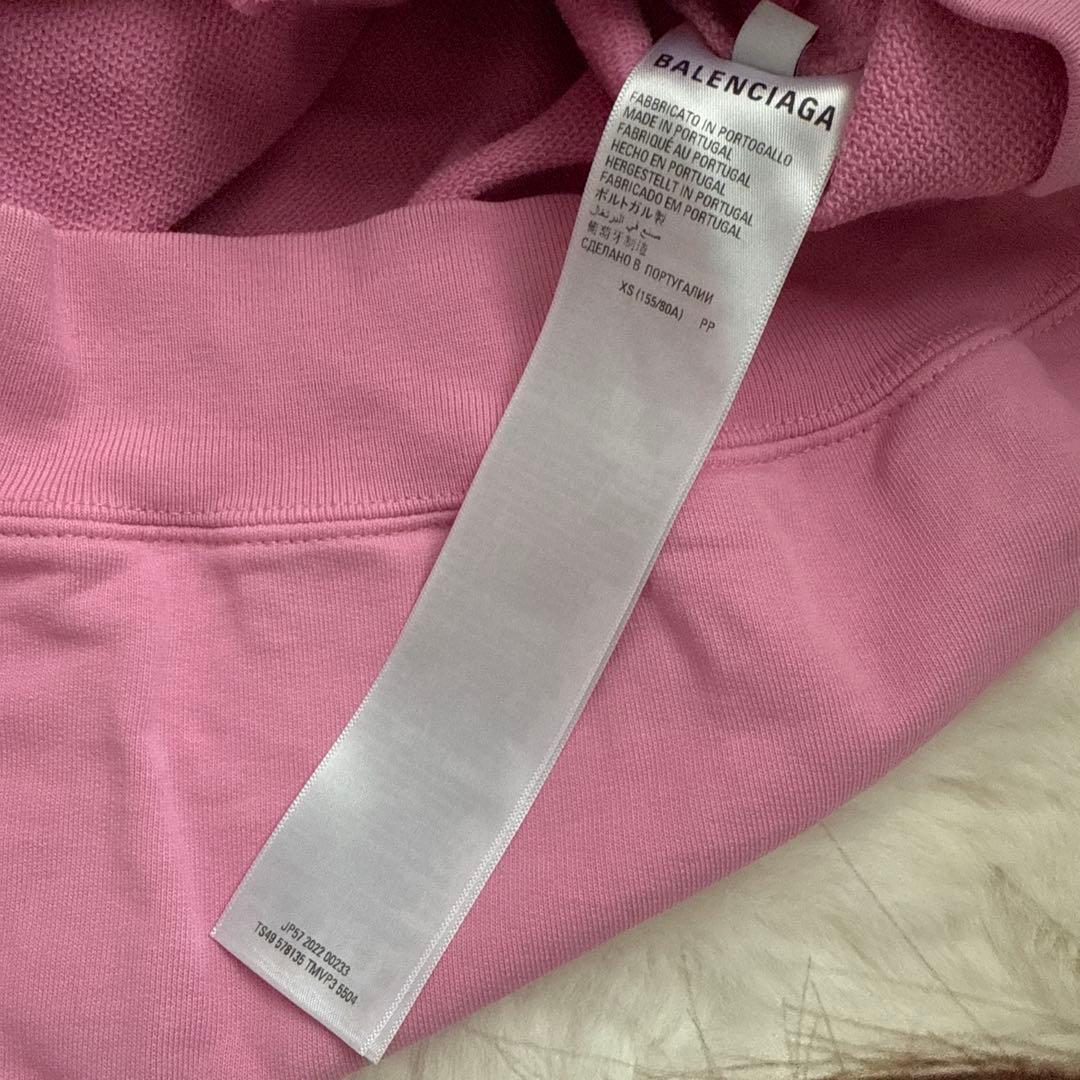 BALENCIAGA
FABBRICATO IN PORTOGALLO
MADE IN PORTUGAL
FABRIQUÉ AU PORTUGAL
HECHO EN PORTUGAL
HERGESTELLT IN PORTUGAL
FABRICADO EM PORTUGAL
ポルトガル製
صنع في البرتغال
葡萄牙制造
СДЕЛАНО В ПОРТУГАЛИИ
XS (155/80A) PP
JP57 2022 00233
TS49 578135 TMVP3 5504